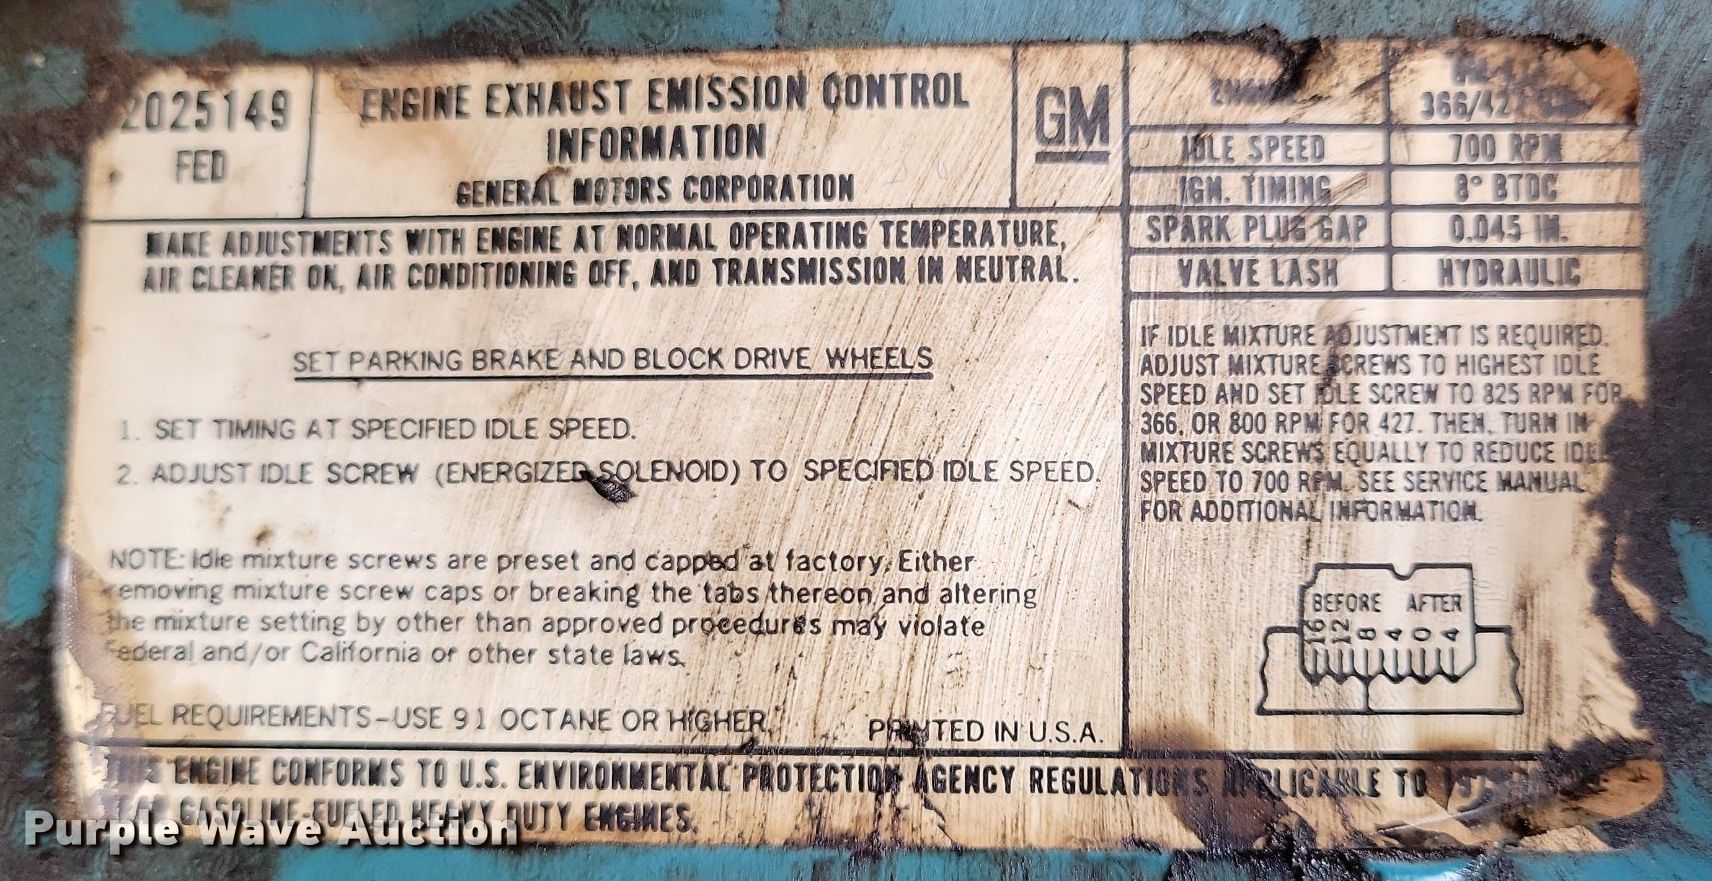 2025149
FED
ENGINE EXHAUST EMISSION CONTROL
INFORMATION
GENERAL MOTORS CORPORATION
GM
MAKE ADJUSTMENTS WITH ENGINE AT NORMAL OPERATING TEMPERATURE,
AIR CLEANER ON, AIR CONDITIONING OFF, AND TRANSMISSION IN NEUTRAL.
SET PARKING BRAKE AND BLOCK DRIVE WHEELS
1. SET TIMING AT SPECIFIED IDLE SPEED.
2. ADJUST IDLE SCREW (ENERGIZED SOLENOID) TO SPECIFIED IDLE SPEED.
NOTE: Idle mixture screws are preset and capped at factory. Either
removing mixture screw caps or breaking the tabs thereon and altering
the mixture setting by other than approved procedures may violate
Federal and/or California or other state laws.
FUEL REQUIREMENTS-USE 91 OCTANE OR HIGHER.
PRINTED IN U.S.A.
ENGINE
366/427
IDLE SPEED 700 RPM
IGN. TIMING 8° BTDC
SPARK PLUG GAP 0.045 IN.
VALVE LASH HYDRAULIC
IF IDLE MIXTURE ADJUSTMENT IS REQUIRED.
ADJUST MIXTURE SCREWS TO HIGHEST IDLE
SPEED AND SET IDLE SCREW TO 825 RPM FOR
366, OR 800 RPM FOR 427. THEN, TURN IN
MIXTURE SCREWS EQUALLY TO REDUCE IDLE
SPEED TO 700 RPM. SEE SERVICE MANUAL
FOR ADDITIONAL INFORMATION.
BEFORE AFTER
16 12 8 4 0 4
THIS ENGINE CONFORMS TO U.S. ENVIRONMENTAL PROTECTION AGENCY REGULATIONS APPLICABLE TO
YEAR GASOLINE-FUELED HEAVY DUTY ENGINES.
Purple Wave Auction